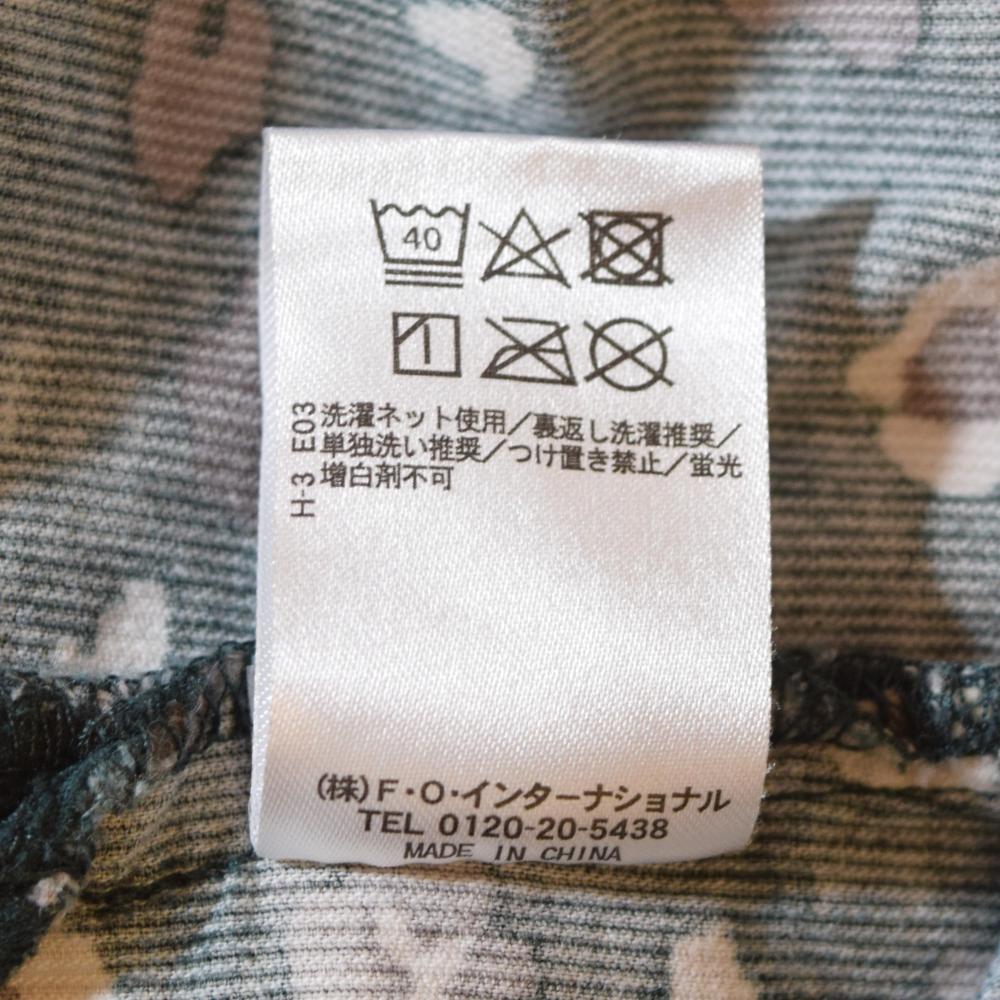 40
洗濯ネット使用／裏返し洗濯推奨／
単独洗い推奨／つけ置き禁止／蛍光
増白剤不可
H-3 E03
(株)F・O・インターナショナル
TEL 0120-20-5438
MADE IN CHINA